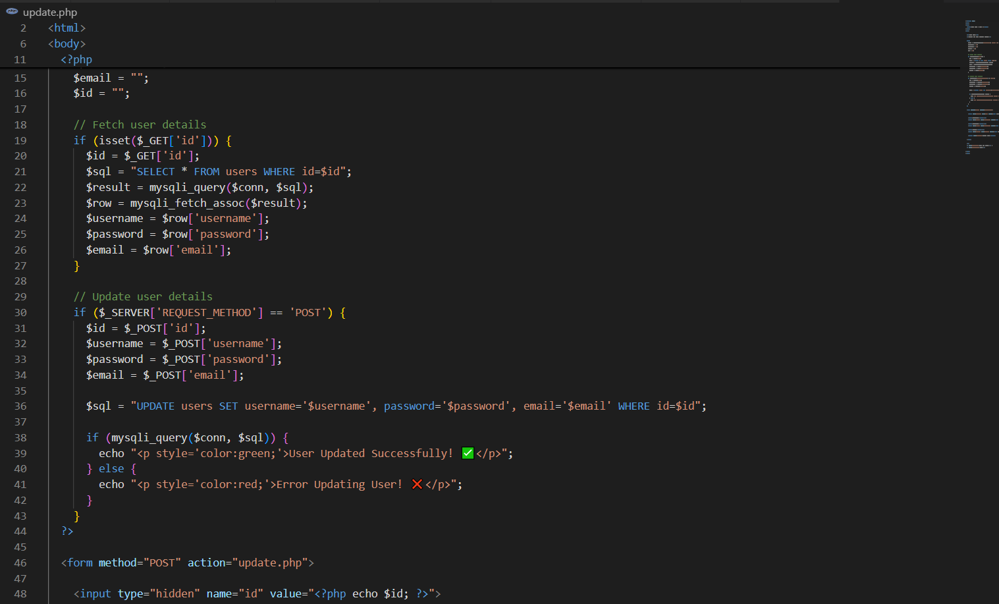 update.php
2 <html>
6 <body>
11 <?php
15 $email = "";
16 $id = "";
17
18 // Fetch user details
19 if (isset($_GET['id'])) {
20 $id = $_GET['id'];
21 $sql = "SELECT * FROM users WHERE id=$id";
22 $result = mysqli_query($conn, $sql);
23 $row = mysqli_fetch_assoc($result);
24 $username = $row['username'];
25 $password = $row['password'];
26 $email = $row['email'];
27 }
28
29 // Update user details
30 if ($_SERVER['REQUEST_METHOD'] == 'POST') {
31 $id = $_POST['id'];
32 $username = $_POST['username'];
33 $password = $_POST['password'];
34 $email = $_POST['email'];
35
36 $sql = "UPDATE users SET username='$username', password='$password', email='$email' WHERE id=$id";
37
38 if (mysqli_query($conn, $sql)) {
39 echo "<p style='color:green;'>User Updated Successfully! ✅</p>";
40 } else {
41 echo "<p style='color:red;'>Error Updating User! ❌</p>";
42 }
43 }
44 ?>
45
46 <form method="POST" action="update.php">
47
48 <input type="hidden" name="id" value="<?php echo $id; ?>">